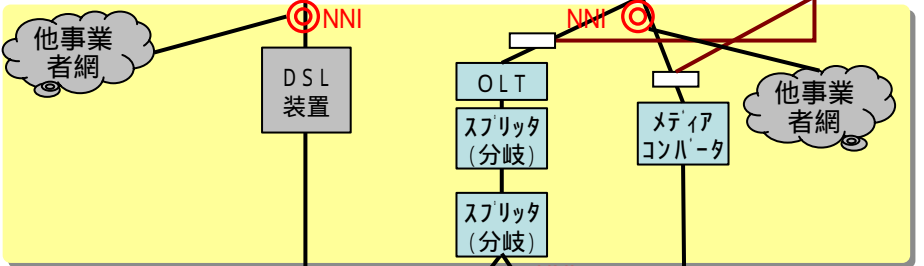 NNI
NNI
他事業
者網
DSL
装置
OLT
スプリッタ
(分岐)
スプリッタ
(分岐)
メディア
コンバータ
他事業
者網